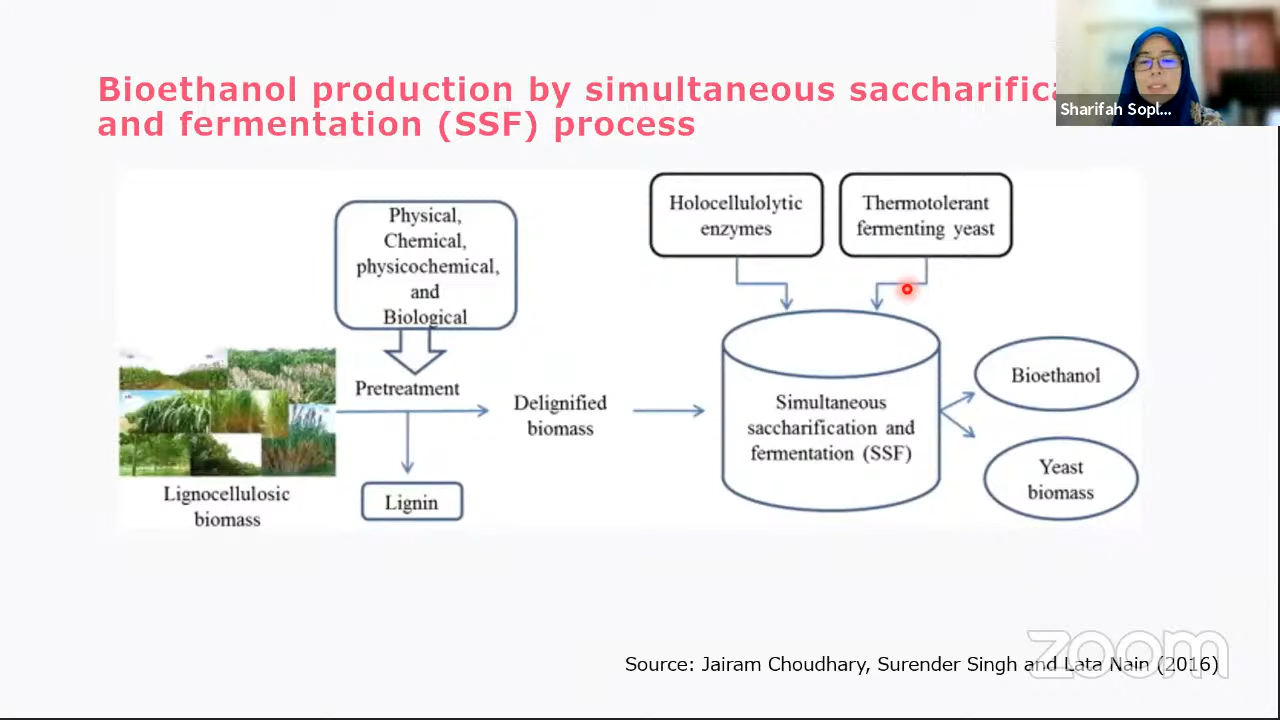 Bioethanol production by simultaneous
and fermentation (SSF) process
Sharifah Sopl...
Physical,
Chemical,
physicochemical,
and
Biological
Holocellulolytic
enzymes
Thermotolerant
fermenting yeast
Pretreatment
Delignified
biomass
Simultaneous
saccharification and
fermentation (SSF)
Bioethanol
Yeast
biomass
Lignocellulosic
biomass
Lignin
zoom
Source: Jairam Choudhary, Surender Singh and Lata Nain (2016)